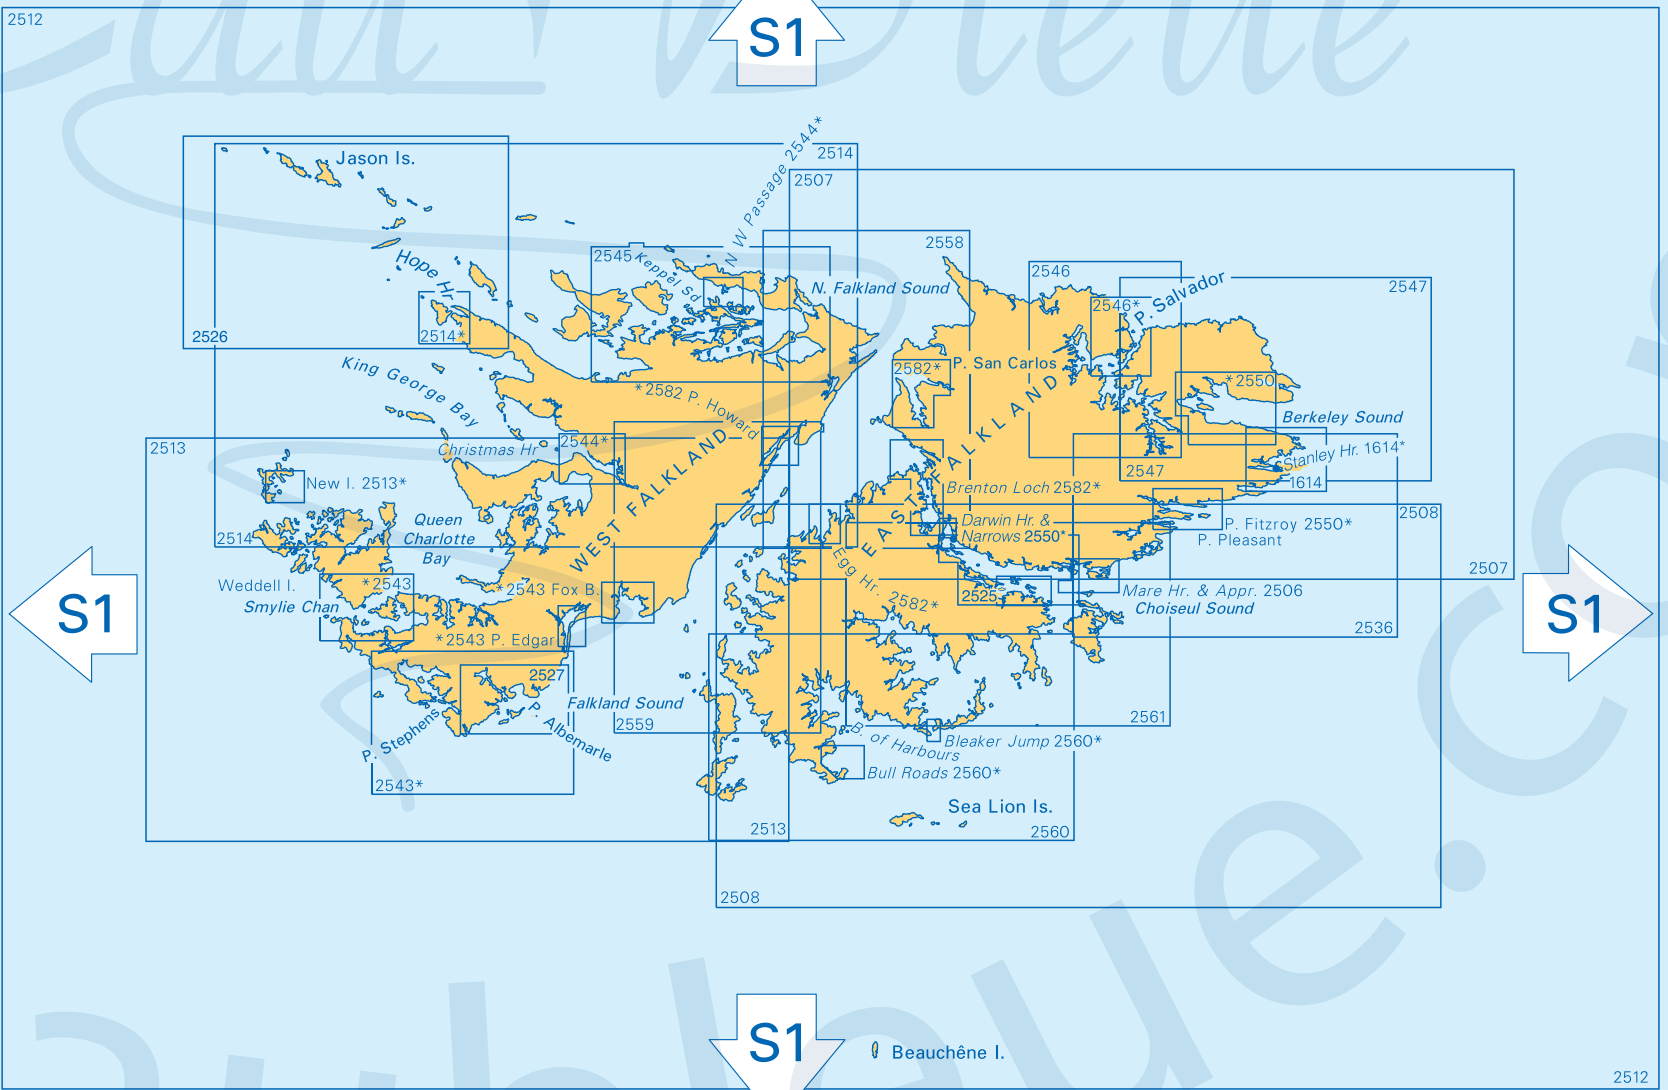 2512
S1
Eau Bleue
2514
N W Passage 2544*
2507
Jason Is.
2558
2545
Keppel Sd
Hope Hr
2546
2547
N. Falkland Sound
2546*
P. Salvador
2526
2514*
King George Bay
*2582 P. Howard
2582*
P. San Carlos
*2550
Berkeley Sound
2513
Christmas Hr
2544*
WEST FALKLAND
EAST FALKLAND
2547
Stanley Hr. 1614*
1614
New I. 2513*
Brenton Loch 2582*
Queen
Charlotte
Bay
Darwin Hr. &
Narrows 2550*
2508
P. Fitzroy 2550*
P. Pleasant
2514
2507
Weddell I.
*2543
Smylie Chan
*2543 Fox B.
Egg Hr. 2582*
2525
Mare Hr. & Appr. 2506
Choiseul Sound
S1
S1
*2543 P. Edgar
2536
2527
Falkland Sound
2559
2561
P. Stephens
P. Albemarle
B. of Harbours
Bleaker Jump 2560*
Bull Roads 2560*
2543*
Sea Lion Is.
2513
2560
2508
S1
Beauchêne I.
2512